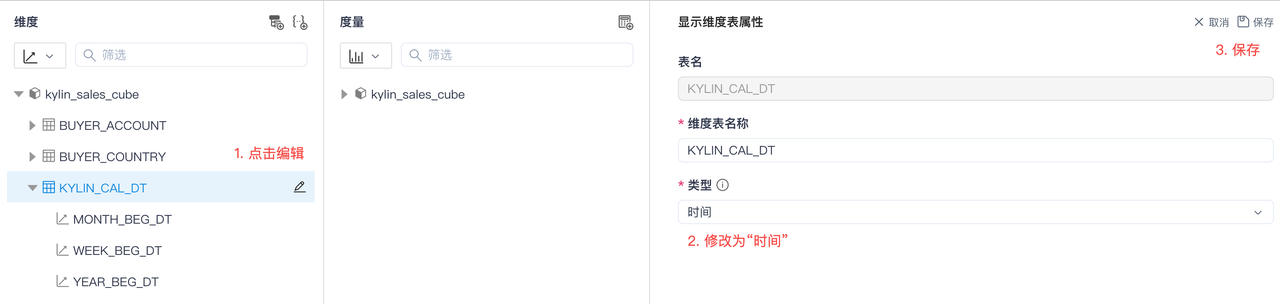 维度
筛选
kylin_sales_cube
BUYER_ACCOUNT
BUYER_COUNTRY
1. 点击编辑
KYLIN_CAL_DT
MONTH_BEG_DT
WEEK_BEG_DT
YEAR_BEG_DT
度量
筛选
kylin_sales_cube
显示维度表属性
取消 保存
3. 保存
表名
KYLIN_CAL_DT
* 维度表名称
KYLIN_CAL_DT
* 类型
时间
2. 修改为“时间”